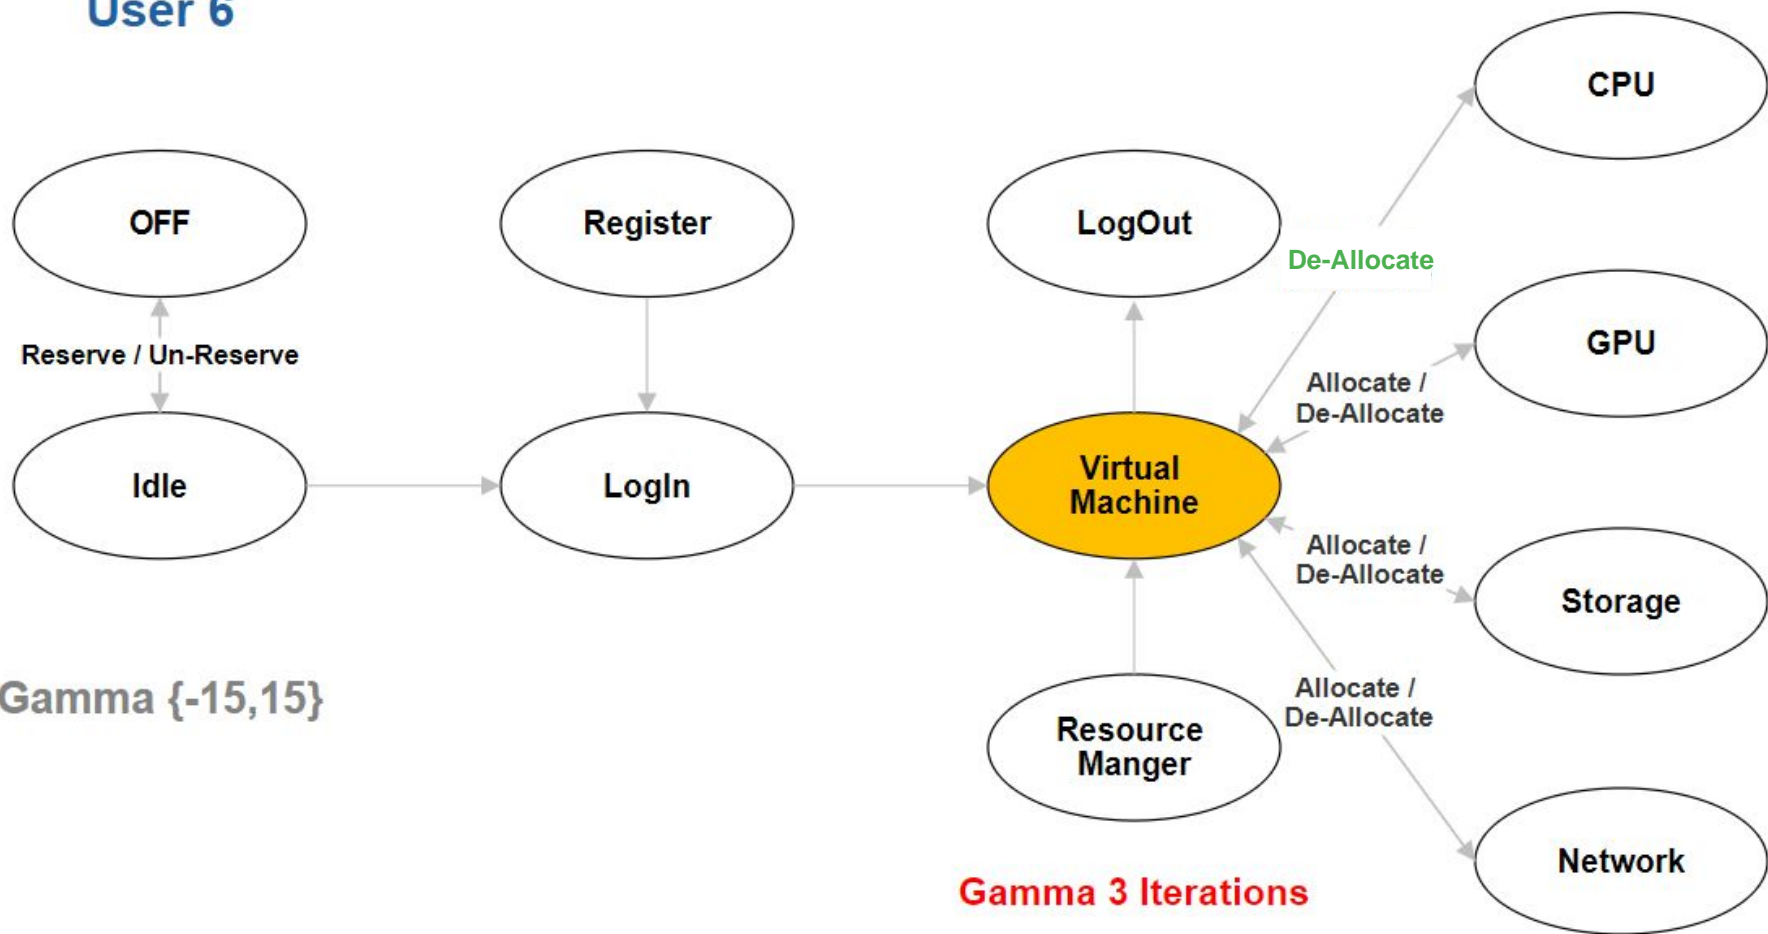 User 6
CPU
OFF
Register
LogOut
De-Allocate
GPU
Reserve / Un-Reserve
Allocate /
De-Allocate
Idle
LogIn
Virtual
Machine
Allocate /
De-Allocate
Storage
Gamma {-15,15}
Allocate /
De-Allocate
Resource
Manger
Network
Gamma 3 Iterations